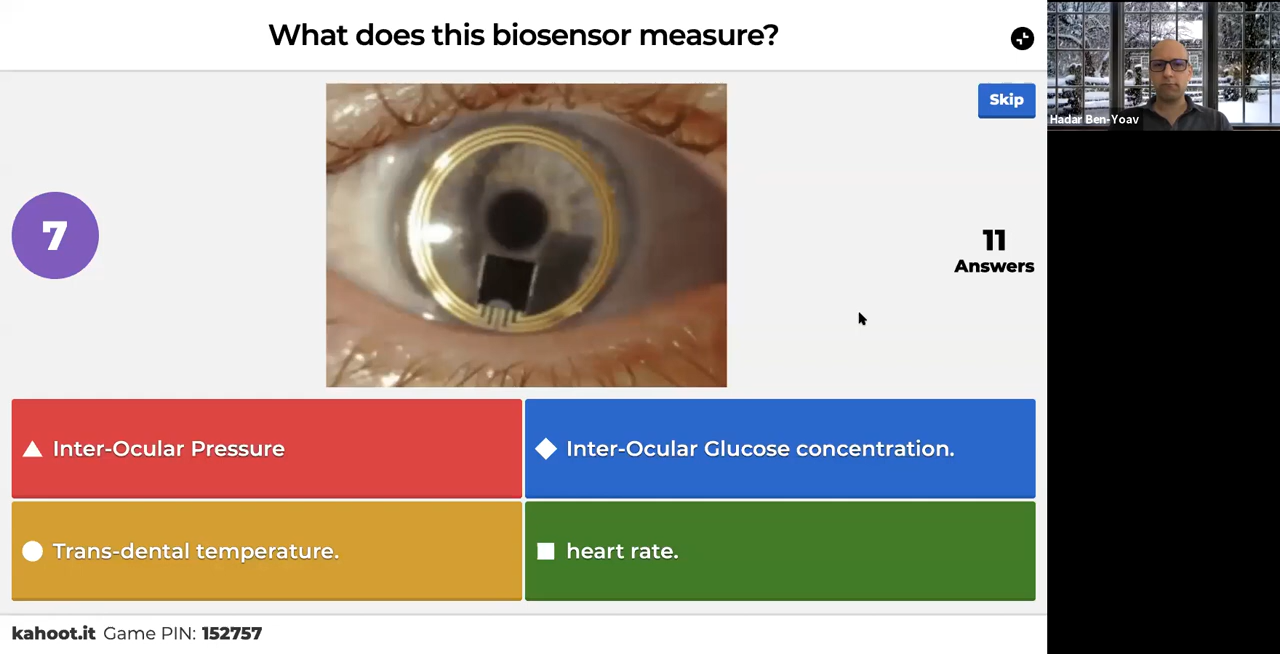 What does this biosensor measure?
Skip
Hadar Ben-Yoav
7
11
Answers
Inter-Ocular Pressure
Inter-Ocular Glucose concentration.
Trans-dental temperature.
heart rate.
kahoot.it Game PIN: 152757